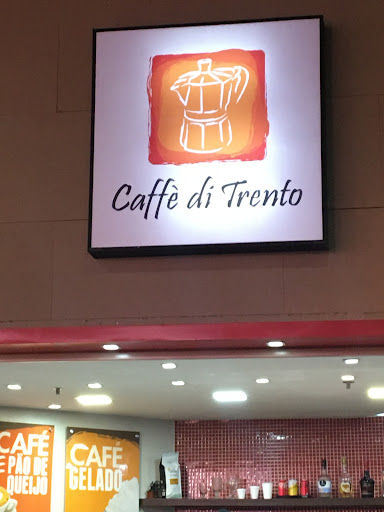 Caffè di Trento
CAFÉ
E
PÃO DE
QUEIJO
CAFÉ
GELADO